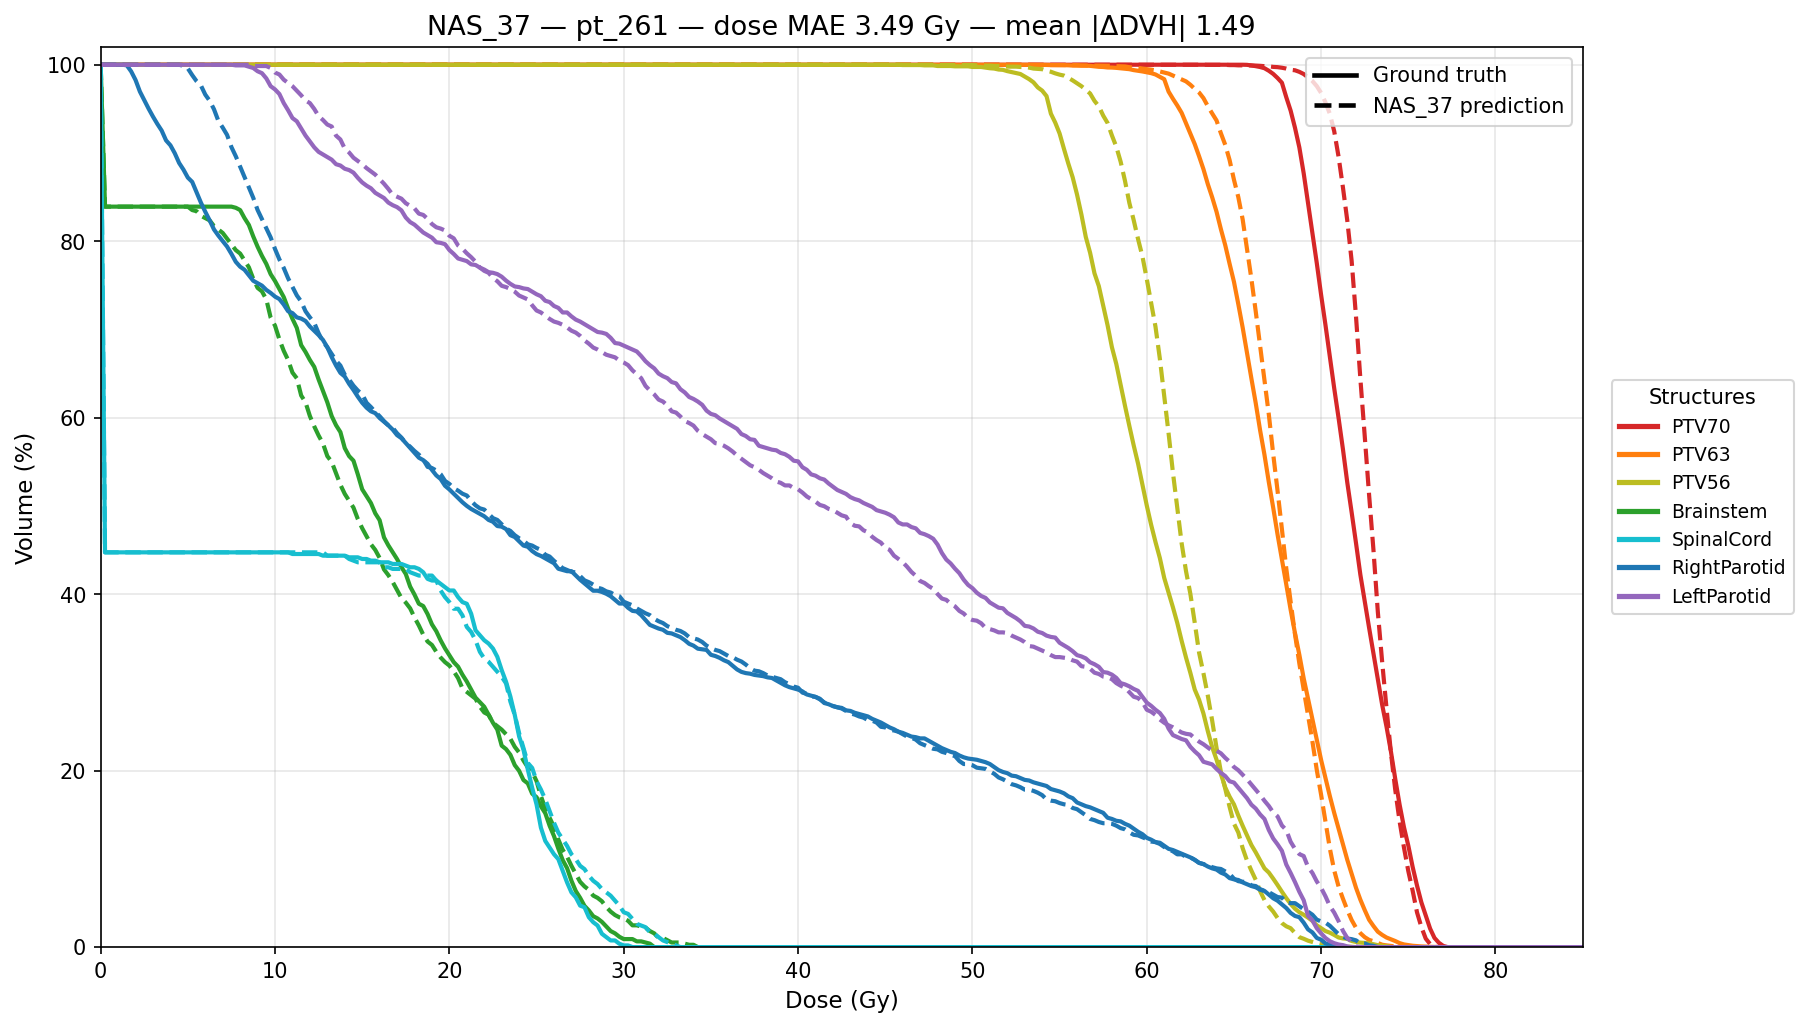 NAS_37 — pt_261 — dose MAE 3.49 Gy — mean |ΔDVH| 1.49
Ground truth
NAS_37 prediction
Volume (%)
100
80
60
40
20
0
0 10 20 30 40 50 60 70 80
Dose (Gy)
Structures
PTV70
PTV63
PTV56
Brainstem
SpinalCord
RightParotid
LeftParotid